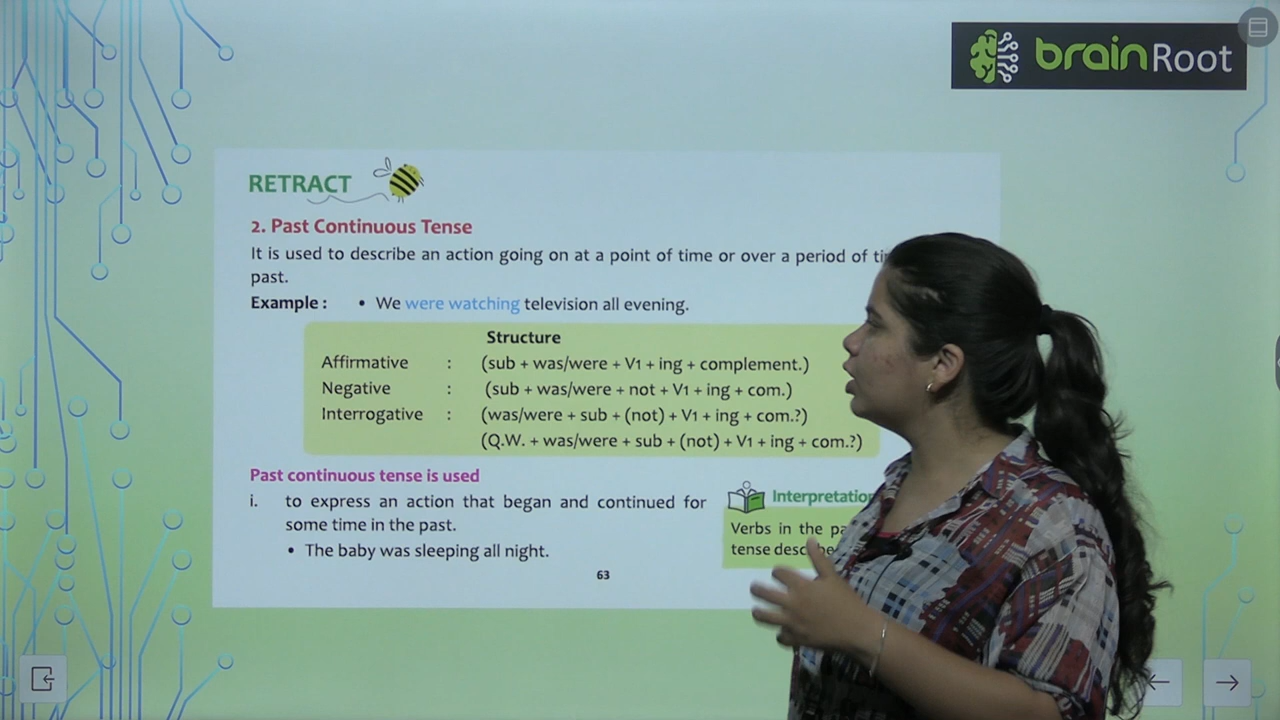 brainRoot
RETRACT
2. Past Continuous Tense
It is used to describe an action going on at a point of time or over a period of
past.
Example : • We were watching television all evening.
Structure
Affirmative : (sub + was/were + V1 + ing + complement.)
Negative : (sub + was/were + not + V1 + ing + com.)
Interrogative : (was/were + sub + (not) + V1 + ing + com.?)
(Q.W. + was/were + sub + (not) + V1 + ing + com.?)
Past continuous tense is used
i. to express an action that began and continued for
some time in the past.
• The baby was sleeping all night.
Interpretation
Verbs in the
tense
63